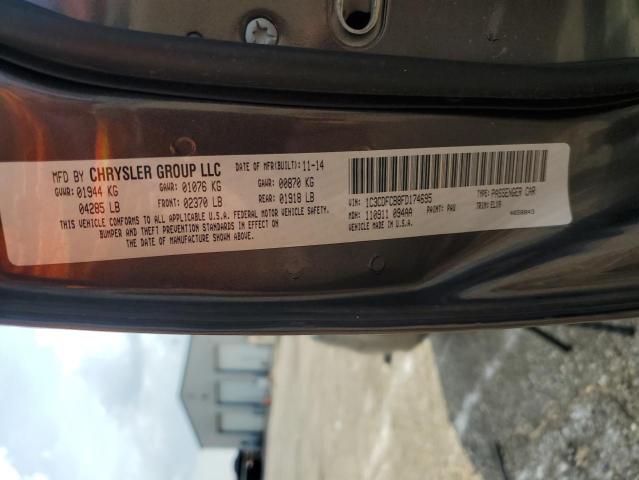 MFD BY CHRYSLER GROUP LLC DATE OF MFR(BUILT): 11-14
GVWR: 01944 KG GAWR: 01076 KG GAWR: 00870 KG
04285 LB FRONT: 02370 LB REAR: 01918 LB
THIS VEHICLE CONFORMS TO ALL APPLICABLE U.S.A. FEDERAL MOTOR VEHICLE SAFETY,
BUMPER AND THEFT PREVENTION STANDARDS IN EFFECT ON
THE DATE OF MANUFACTURE SHOWN ABOVE.
VIN: 1C3CDFCB8FD174695 TYPE: PASSENGER CAR
MDH: 110911 094AA PAINT: PAU TRIM: ELX9
VEHICLE MADE IN U.S.A.